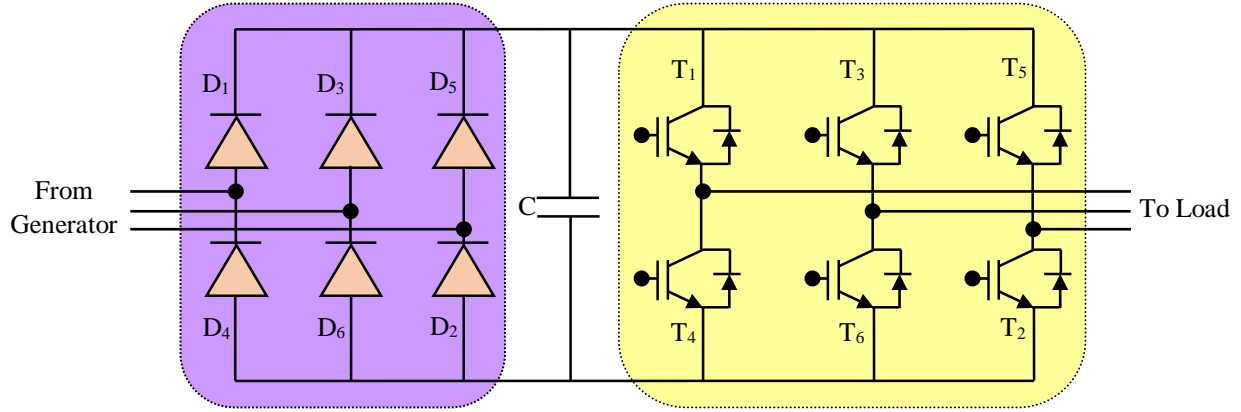 D₁
D₃
D₅
T₁
T₃
T₅
From
Generator
C
To Load
D₄
D₆
D₂
T₄
T₆
T₂